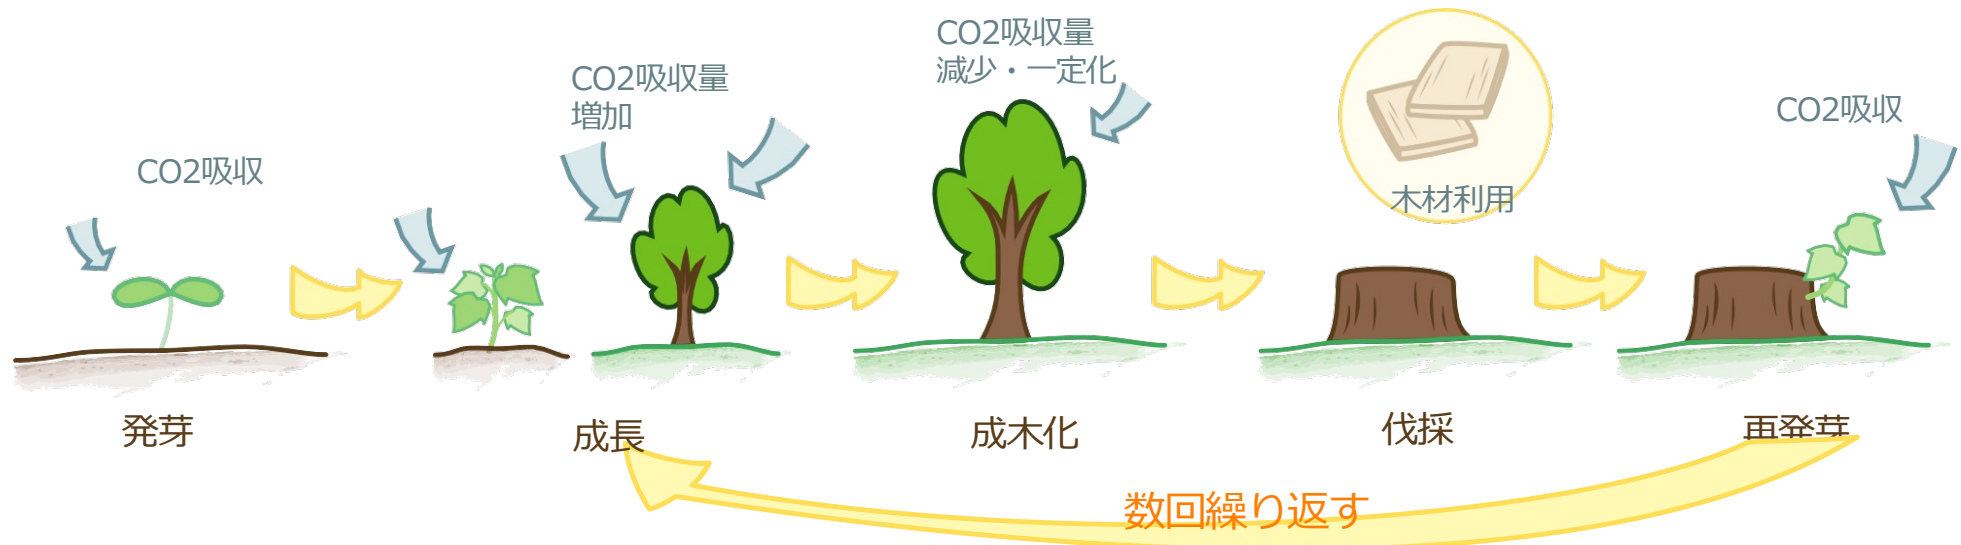 CO2吸収
CO2吸収量
増加
CO2吸収量
減少・一定化
木材利用
CO2吸収
発芽
成長
成木化
伐採
再発芽
数回繰り返す